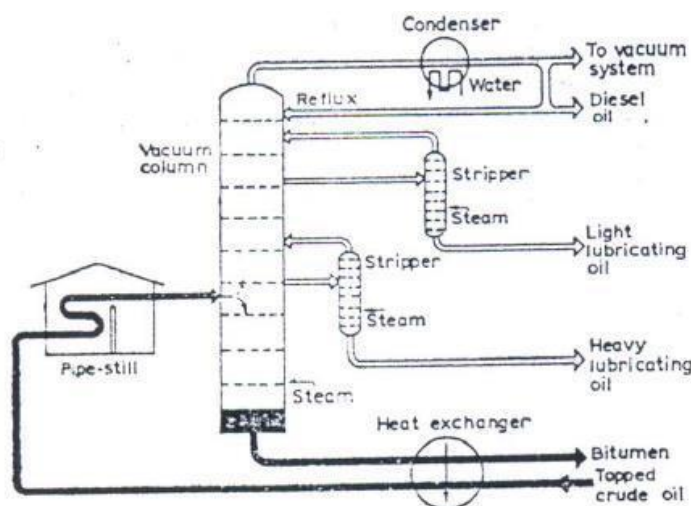 Condenser
To vacuum
system
Water
Reflux
Diesel
oil
Vacuum
column
Stripper
Steam
Light
lubricating
oil
Stripper
Steam
Pipe-still
Heavy
lubricating
oil
Steam
Heat exchanger
Bitumen
Topped
crude oil